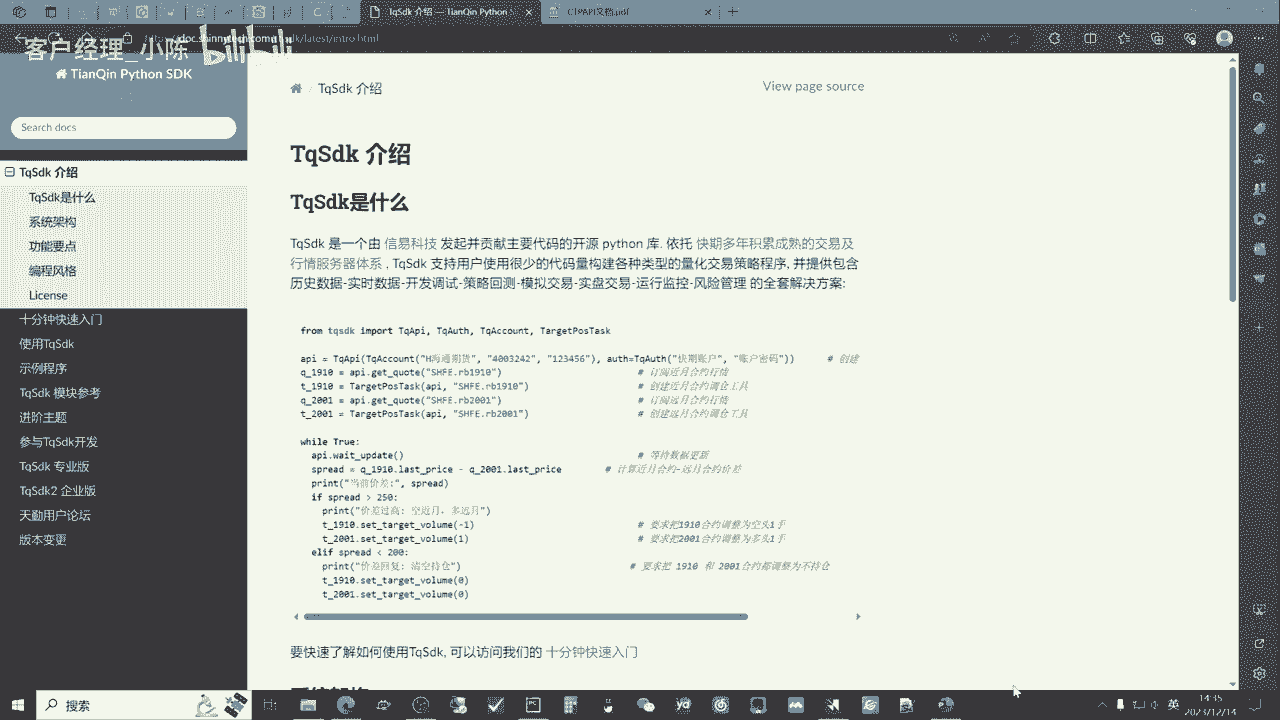 TqSdk 介绍 — TianQin Python
CTPAPI文档.pdf
客户经理_小陈 bilibili
doc.shinnytech.com
dk/latest/intro.html
TianQin Python SDK
Search docs
TqSdk 介绍
TqSdk是什么
系统架构
功能要点
编程风格
License
十分钟快速入门
使用TqSdk
示例程序
TqSdk 模块参考
进阶主题
参与TqSdk开发
TqSdk 专业版
TqSdk2 企业版
天勤用户论坛
版本变更
/ TqSdk 介绍
View page source
TqSdk 介绍
TqSdk是什么
TqSdk 是一个由 信易科技 发起并贡献主要代码的开源 python 库. 依托 快期多年积累成熟的交易及
行情服务器体系 , TqSdk 支持用户使用很少的代码量构建各种类型的量化交易策略程序, 并提供包含
历史数据-实时数据-开发调试-策略回测-模拟交易-实盘交易-运行监控-风险管理 的全套解决方案:
from tqsdk import TqApi, TqAuth, TqAccount, TargetPosTask
api = TqApi(TqAccount("H海通期货", "4003242", "123456"), auth=TqAuth("快期账户", "账户密码")) # 创建
q_1910 = api.get_quote("SHFE.rb1910") # 订阅近月合约行情
t_1910 = TargetPosTask(api, "SHFE.rb1910") # 创建近月合约调仓工具
q_2001 = api.get_quote("SHFE.rb2001") # 订阅远月合约行情
t_2001 = TargetPosTask(api, "SHFE.rb2001") # 创建远月合约调仓工具
while True:
api.wait_update() # 等待数据更新
spread = q_1910.last_price - q_2001.last_price # 计算近月合约-远月合约价差
print("当前价差:", spread)
if spread > 250:
print("价差过高: 空近月，多远月")
t_1910.set_target_volume(-1) # 要求把1910合约调整为空头1手
t_2001.set_target_volume(1) # 要求把2001合约调整为多头1手
elif spread < 200:
print("价差回复: 清空持仓") # 要求把 1910 和 2001合约都调整为不持仓
t_1910.set_target_volume(0)
t_2001.set_target_volume(0)
要快速了解如何使用TqSdk, 可以访问我们的 十分钟快速入门
搜索
英
14:35
2023/12/14